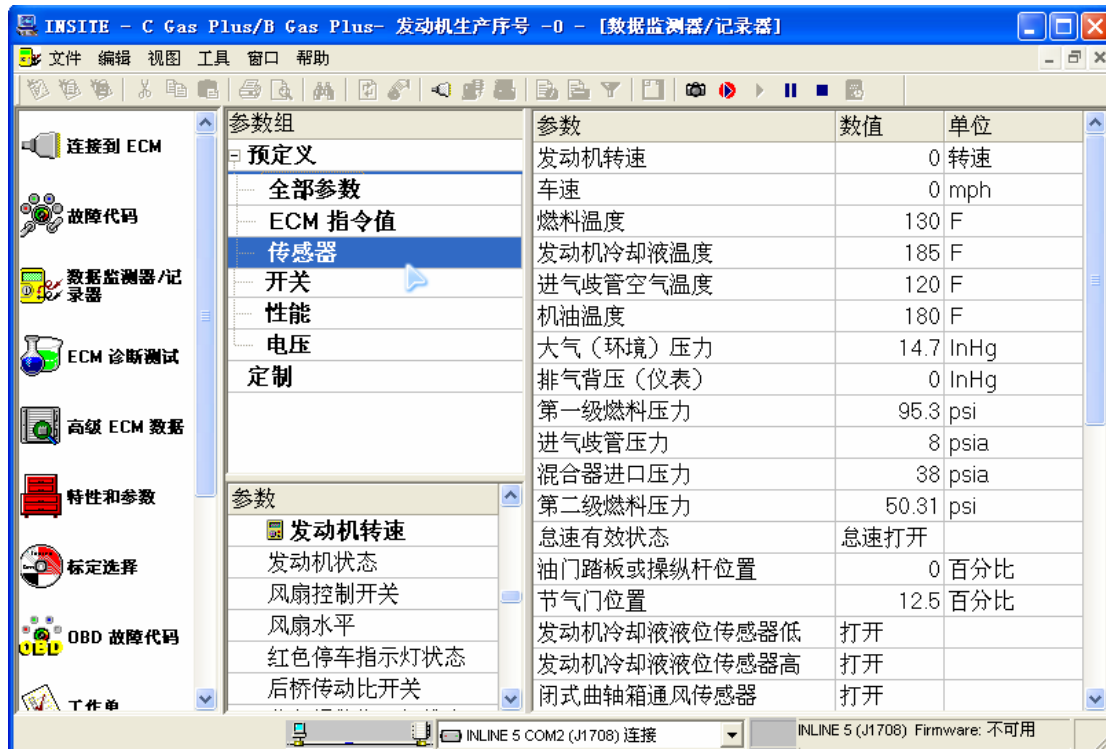 INSITE - C Gas Plus/B Gas Plus- 发动机生产序号 -0 - [数据监测器/记录器]
文件 编辑 视图 工具 窗口 帮助
连接到 ECM
故障代码
数据监测器/记
录器
ECM 诊断测试
高级 ECM 数据
特性和参数
标定选择
OBD 故障代码
工作单
参数组
预定义
全部参数
ECM 指令值
传感器
开关
性能
电压
定制
参数
发动机转速
发动机状态
风扇控制开关
风扇水平
红色停车指示灯状态
后桥传动比开关
参数 数值 单位
发动机转速 0 转速
车速 0 mph
燃料温度 130 F
发动机冷却液温度 185 F
进气歧管空气温度 120 F
机油温度 180 F
大气（环境）压力 14.7 InHg
排气背压（仪表） 0 InHg
第一级燃料压力 95.3 psi
进气歧管压力 8 psia
混合器进口压力 38 psia
第二级燃料压力 50.31 psi
怠速有效状态 怠速打开
油门踏板或操纵杆位置 0 百分比
节气门位置 12.5 百分比
发动机冷却液液位传感器低 打开
发动机冷却液液位传感器高 打开
闭式曲轴箱通风传感器 打开
INLINE 5 COM2 (J1708) 连接
INLINE 5 (J1708) Firmware: 不可用